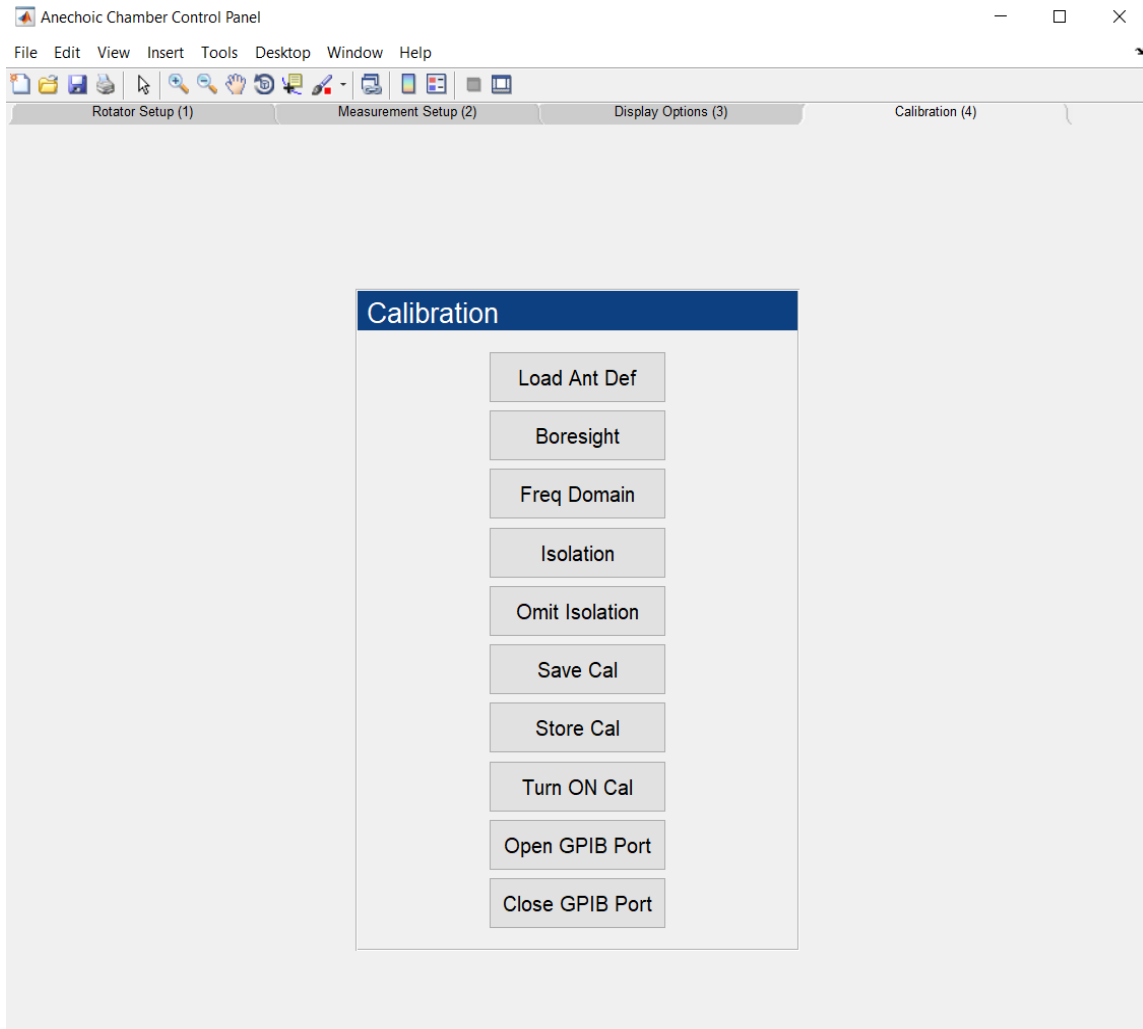 Anechoic Chamber Control Panel
File Edit View Insert Tools Desktop Window Help
Rotator Setup (1) Measurement Setup (2) Display Options (3) Calibration (4)
Calibration
Load Ant Def
Boresight
Freq Domain
Isolation
Omit Isolation
Save Cal
Store Cal
Turn ON Cal
Open GPIB Port
Close GPIB Port